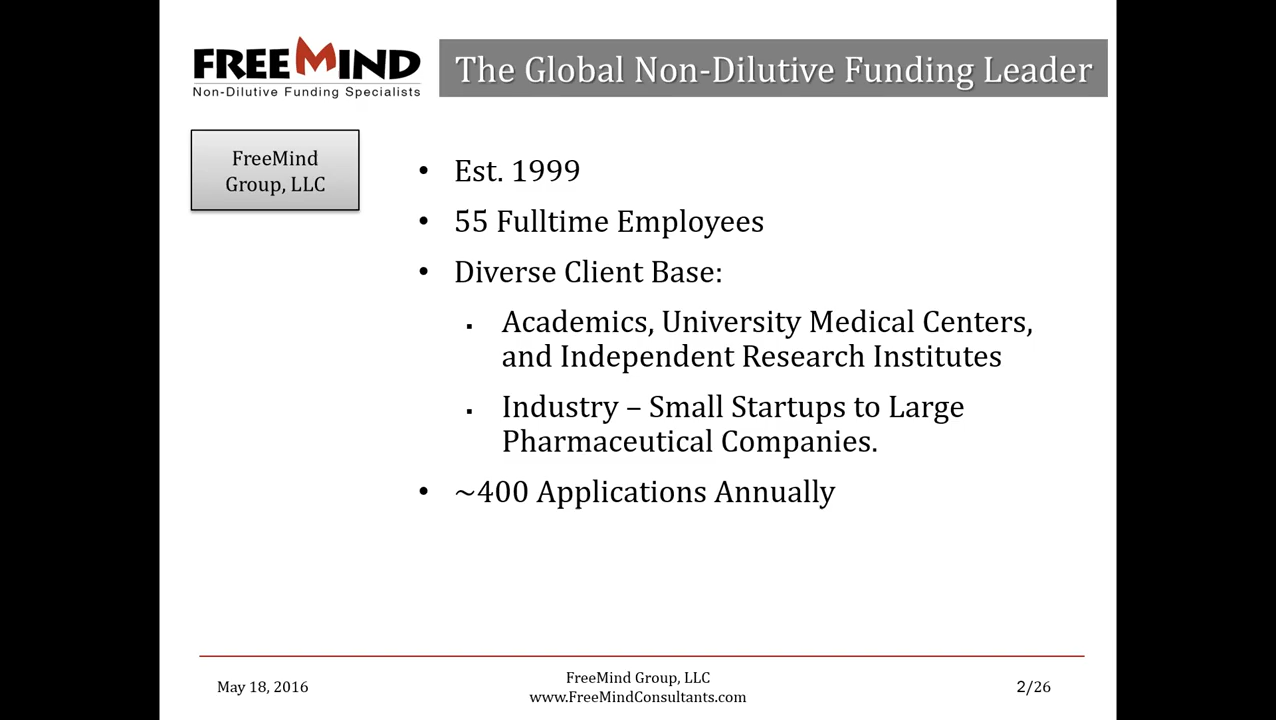 FREEMIND
Non-Dilutive Funding Specialists
The Global Non-Dilutive Funding Leader
FreeMind
Group, LLC
• Est. 1999
• 55 Fulltime Employees
• Diverse Client Base:
▪ Academics, University Medical Centers,
and Independent Research Institutes
▪ Industry – Small Startups to Large
Pharmaceutical Companies.
• ~400 Applications Annually
May 18, 2016
FreeMind Group, LLC
www.FreeMindConsultants.com
2/26